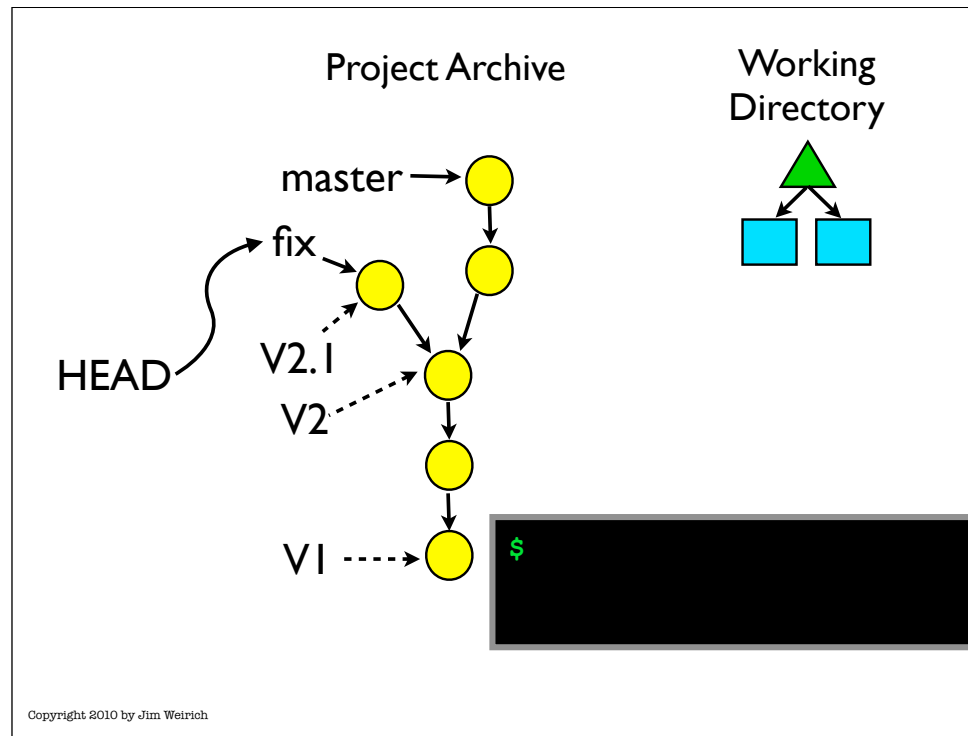 Project Archive
Working
Directory
master
fix
V2.1
HEAD
V2
V1
$
Copyright 2010 by Jim Weirich